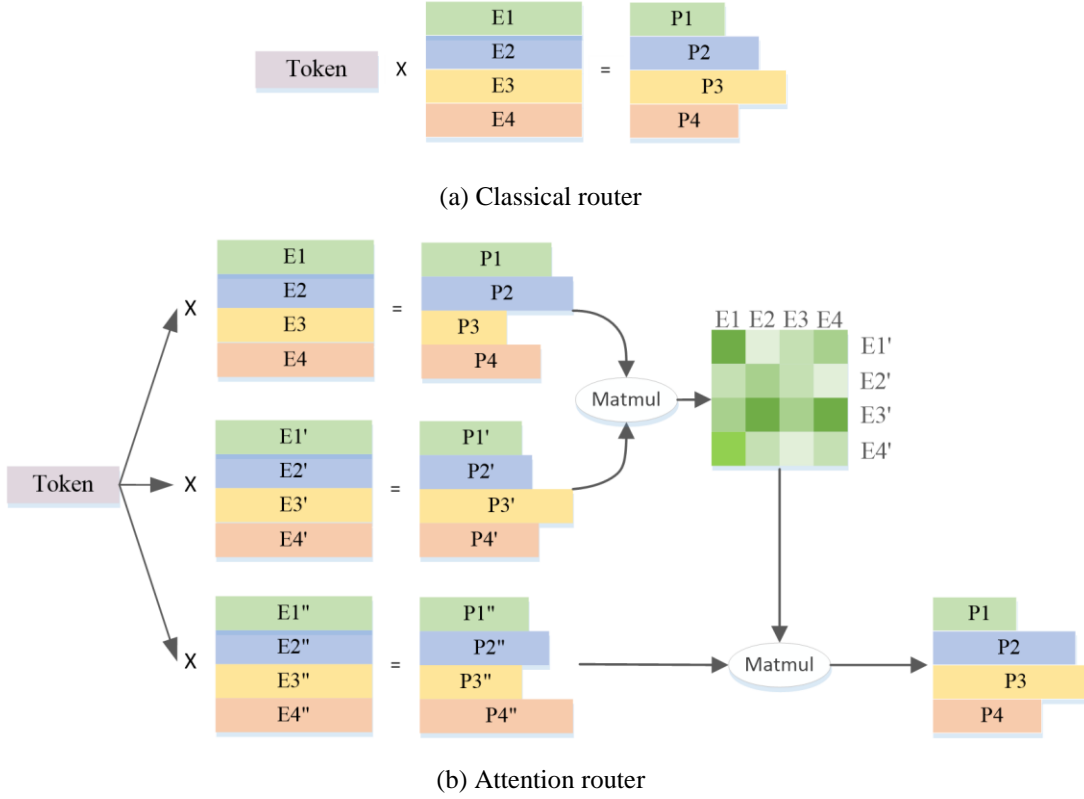 E1
E2
E3
E4
Token
X
=
P1
P2
P3
P4
(a) Classical router
E1
E2
E3
E4
X
=
P1
P2
P3
P4
E1 E2 E3 E4
E1'
E2'
E3'
E4'
Matmul
Token
E1'
E2'
E3'
E4'
X
=
P1'
P2'
P3'
P4'
E1"
E2"
E3"
E4"
X
=
P1"
P2"
P3"
P4"
Matmul
P1
P2
P3
P4
(b) Attention router